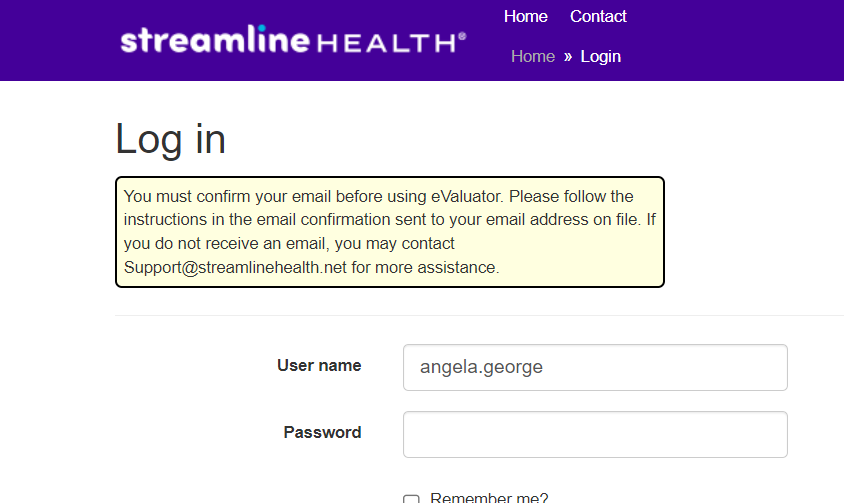 streamline HEALTH®
Home Contact
Home » Login
Log in
You must confirm your email before using eValuator. Please follow the
instructions in the email confirmation sent to your email address on file. If
you do not receive an email, you may contact
Support@streamlinehealth.net for more assistance.
User name angela.george
Password
Remember me?